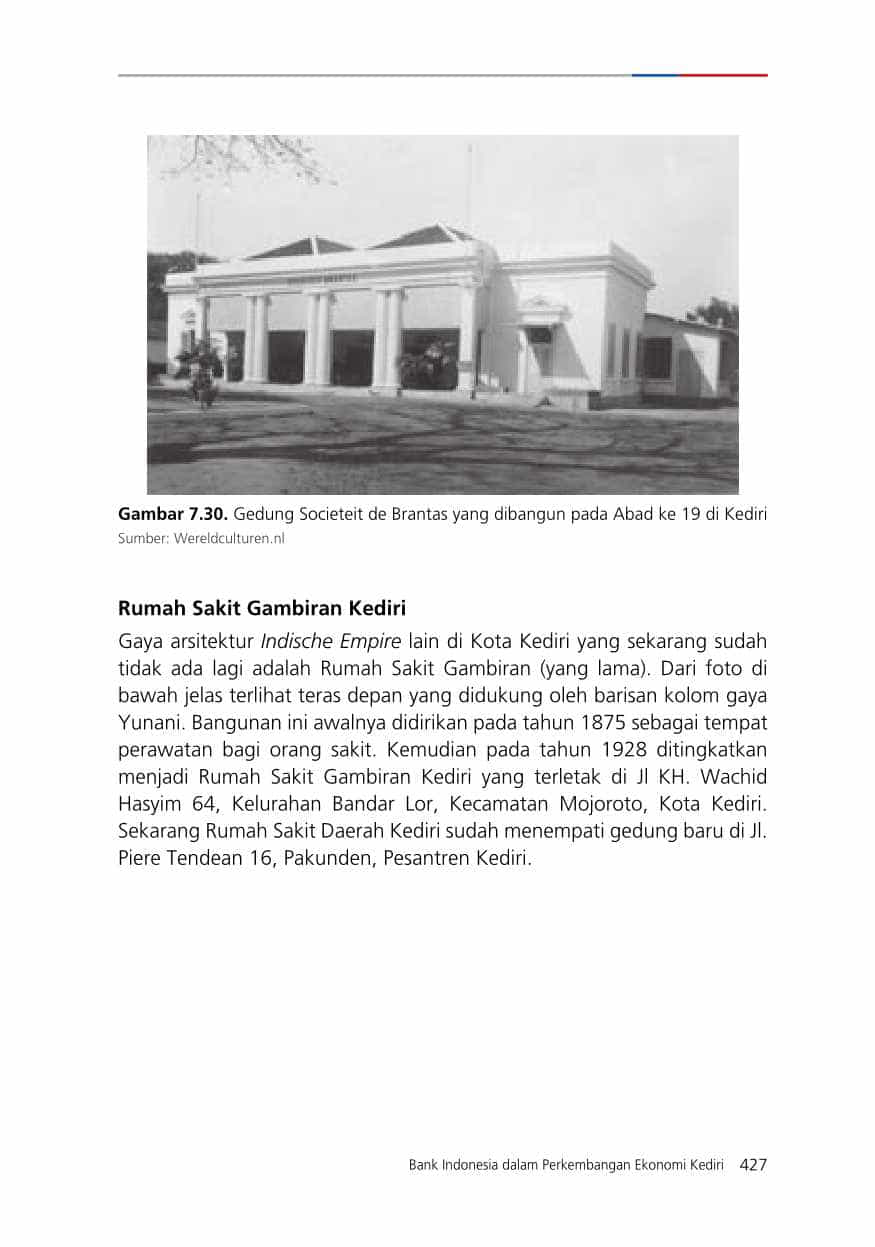 Gambar 7.30. Gedung Societeit de Brantas yang dibangun pada Abad ke 19 di Kediri
Sumber: Wereldculturen.nl
Rumah Sakit Gambiran Kediri
Gaya arsitektur Indische Empire lain di Kota Kediri yang sekarang sudah
tidak ada lagi adalah Rumah Sakit Gambiran (yang lama). Dari foto di
bawah jelas terlihat teras depan yang didukung oleh barisan kolom gaya
Yunani. Bangunan ini awalnya didirikan pada tahun 1875 sebagai tempat
perawatan bagi orang sakit. Kemudian pada tahun 1928 ditingkatkan
menjadi Rumah Sakit Gambiran Kediri yang terletak di Jl KH. Wachid
Hasyim 64, Kelurahan Bandar Lor, Kecamatan Mojoroto, Kota Kediri.
Sekarang Rumah Sakit Daerah Kediri sudah menempati gedung baru di Jl.
Piere Tendean 16, Pakunden, Pesantren Kediri.
Bank Indonesia dalam Perkembangan Ekonomi Kediri 427